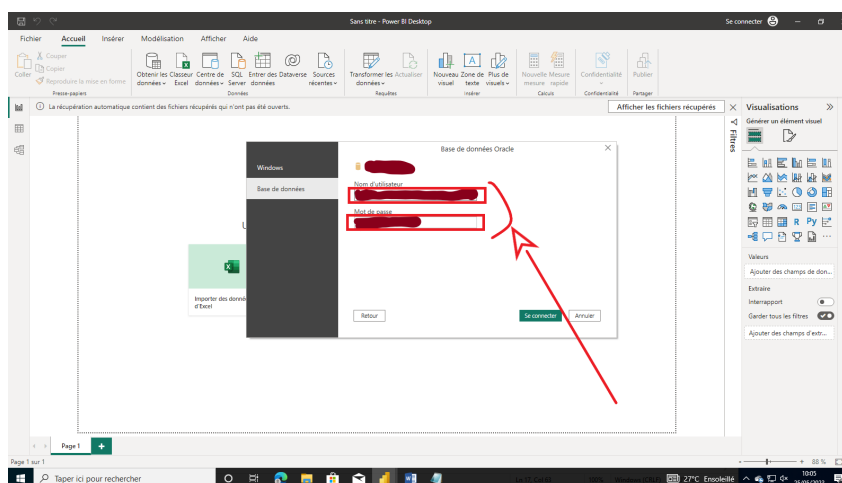 Sans titre - Power BI Desktop
Se connecter
Fichier Accueil Insérer Modélisation Afficher Aide
Coller
Couper
Copier
Reproduire la mise en forme
Presse-papiers
Obtenir les données
Classeur Excel
Centre de données
SQL Server
Entrer des données
Dataverse
Sources récentes
Données
Transformer les données
Actualiser
Requêtes
Nouveau visuel
Zone de texte
Plus de visuels
Insérer
Nouvelle mesure
Mesure rapide
Calculs
Confidentialité
Confidentialité
Publier
Partager
La récupération automatique contient des fichiers récupérés qui n'ont pas été ouverts.
Afficher les fichiers récupérés
Filtres
Visualisations
Générer un élément visuel
R Py
Valeurs
Ajouter des champs de don...
Extraire
Interrapport
Garder tous les filtres
Ajouter des champs d'extr...
Importer des donné
d'Excel
Base de données Oracle
Windows
Base de données
Nom d'utilisateur
Mot de passe
Retour
Se connecter
Annuler
Page 1
Page 1 sur 1
88 %
Taper ici pour rechercher
27°C Ensoleillé
10:05
25/05/2023